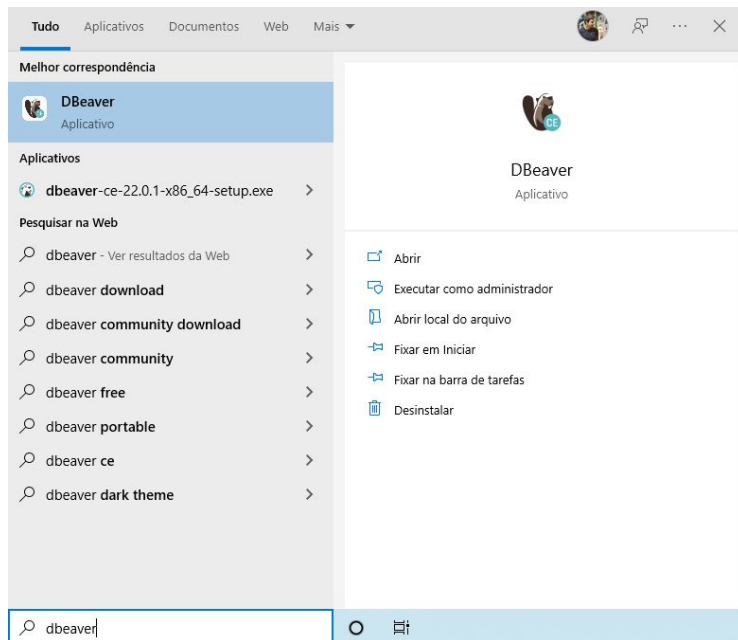 Tudo Aplicativos Documentos Web Mais
Melhor correspondência
DBeaver
Aplicativo
Aplicativos
dbeaver-ce-22.0.1-x86_64-setup.exe
Pesquisar na Web
dbeaver - Ver resultados da Web
dbeaver download
dbeaver community download
dbeaver community
dbeaver free
dbeaver portable
dbeaver ce
dbeaver dark theme
CE
DBeaver
Aplicativo
Abrir
Executar como administrador
Abrir local do arquivo
Fixar em Iniciar
Fixar na barra de tarefas
Desinstalar
dbeaver